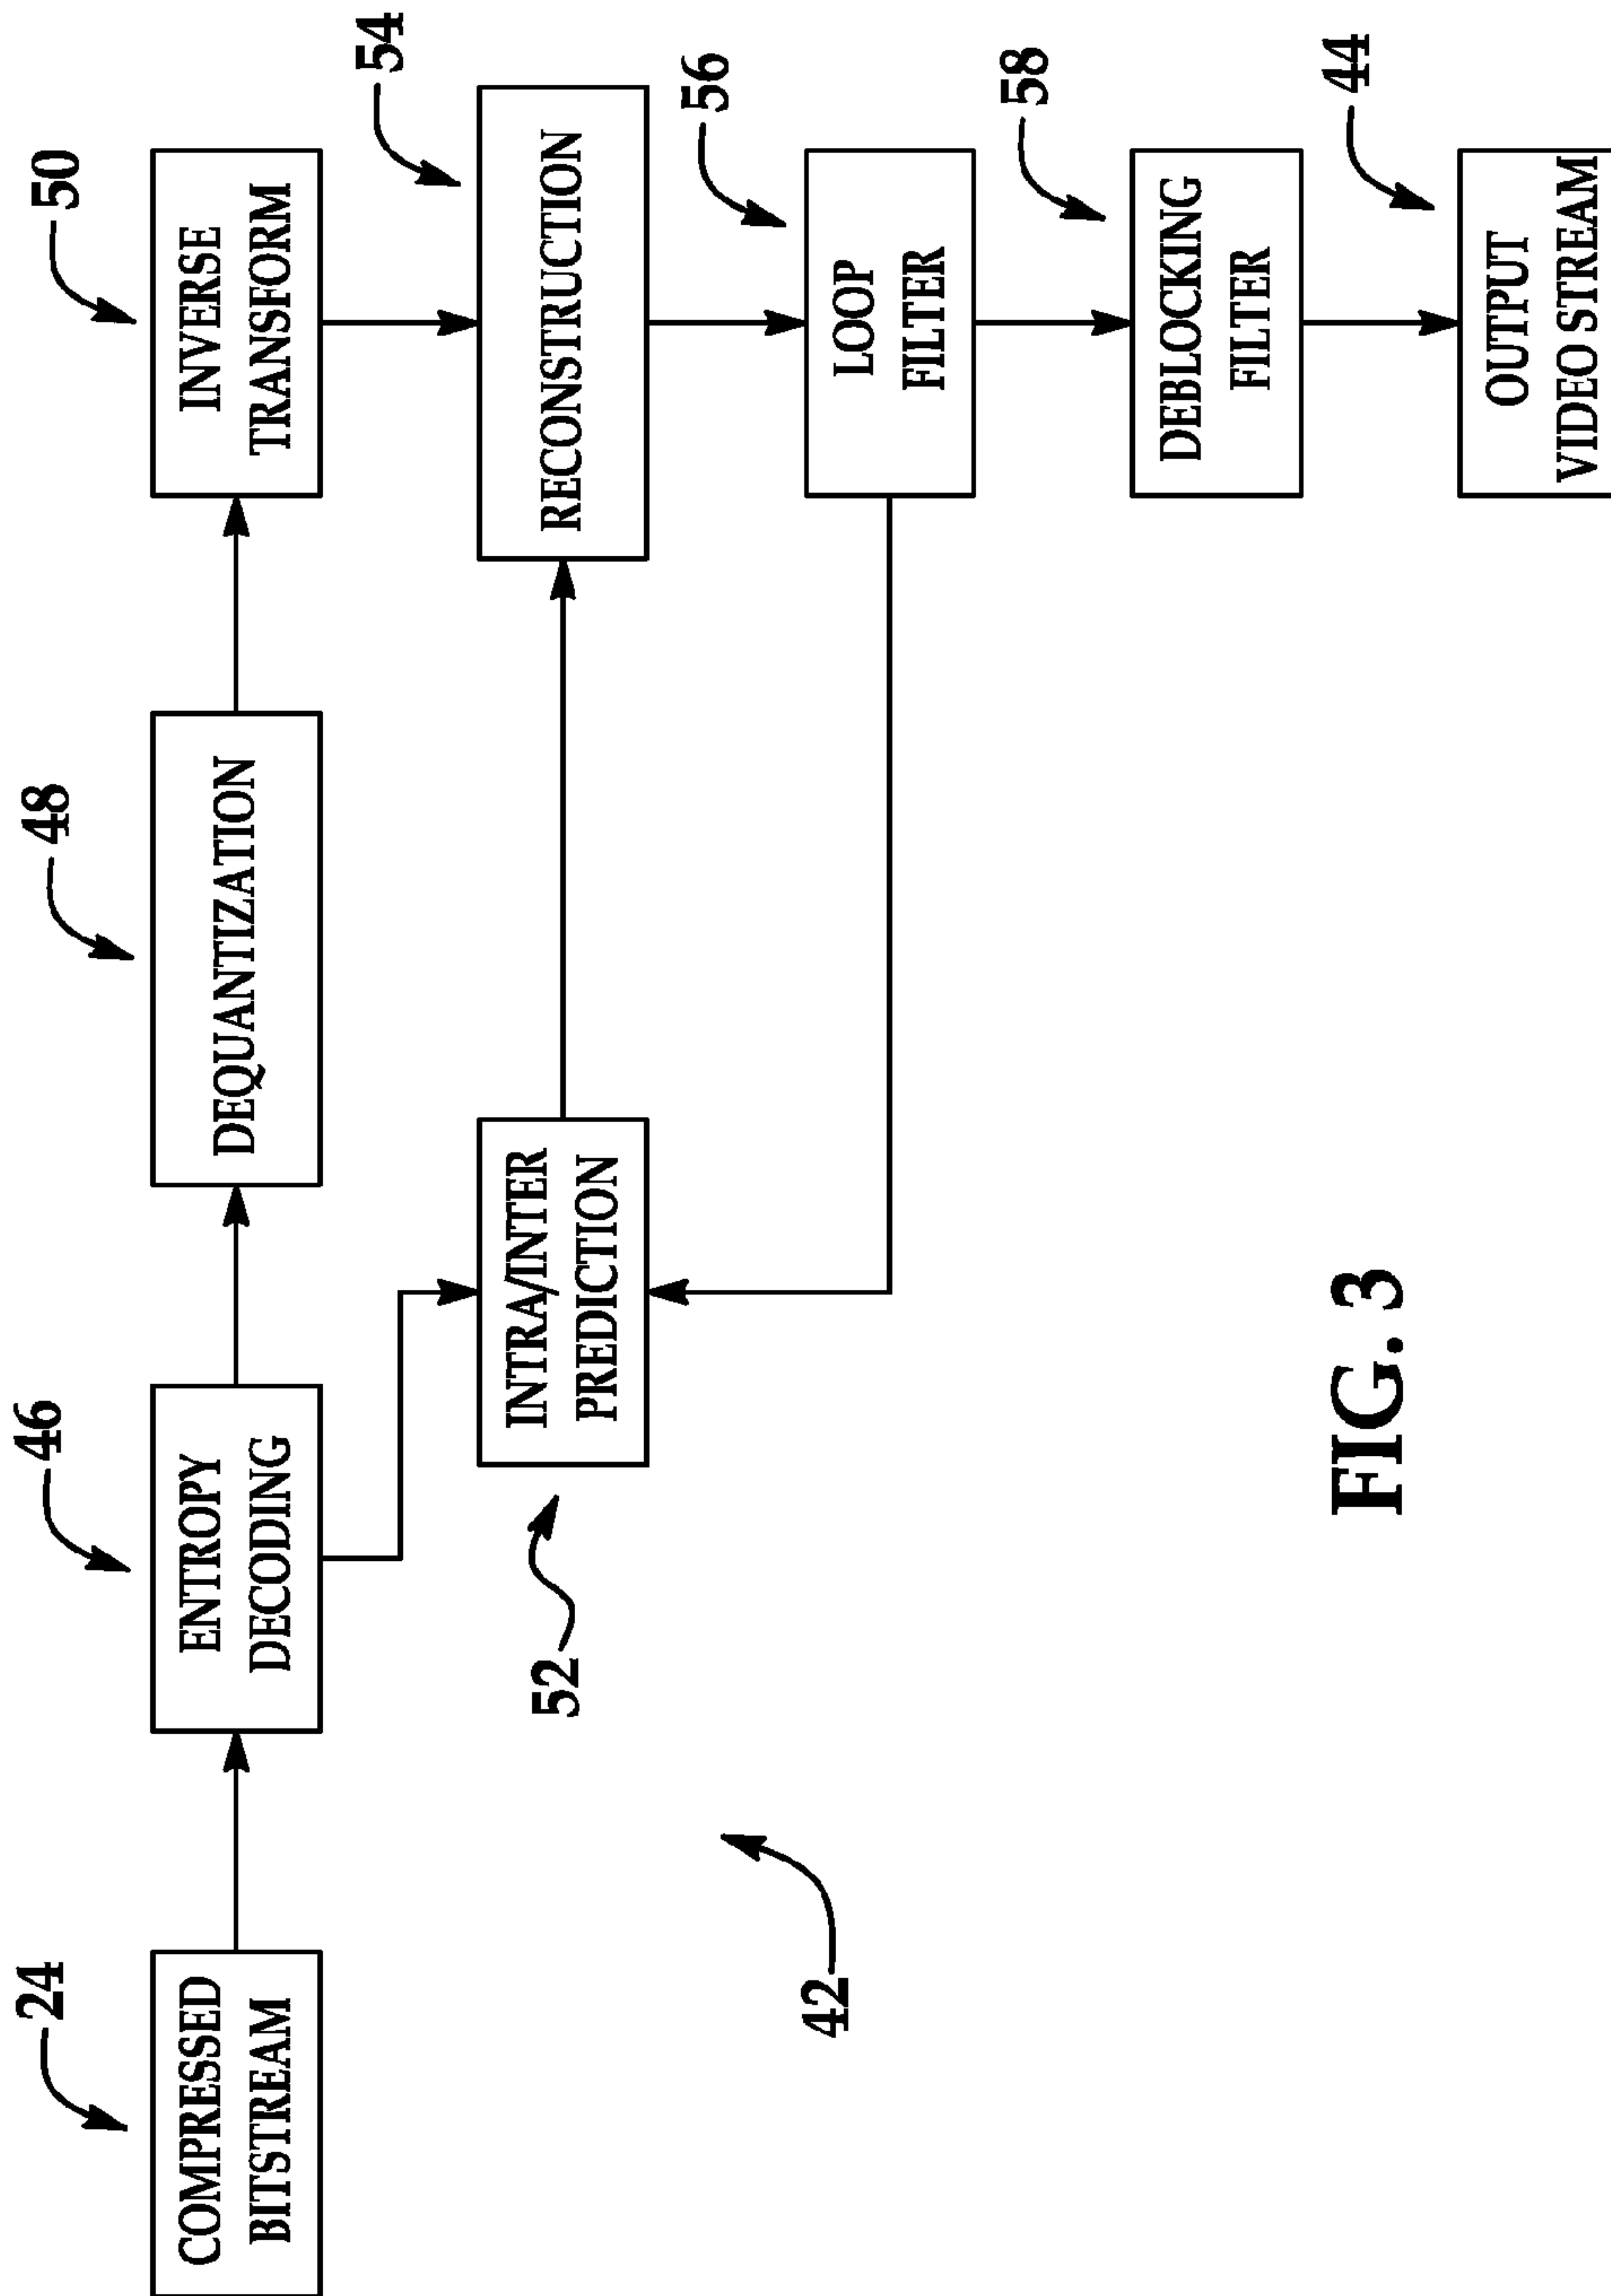 24
COMPRESSED
BITSTREAM
46
ENTROPY
DECODING
48
DEQUANTIZATION
50
INVERSE
TRANSFORM
52
INTRA/INTER
PREDICTION
54
RECONSTRUCTION
56
LOOP
FILTER
42
58
DEBLOCKING
FILTER
44
OUTPUT
VIDEO STREAM
FIG. 3